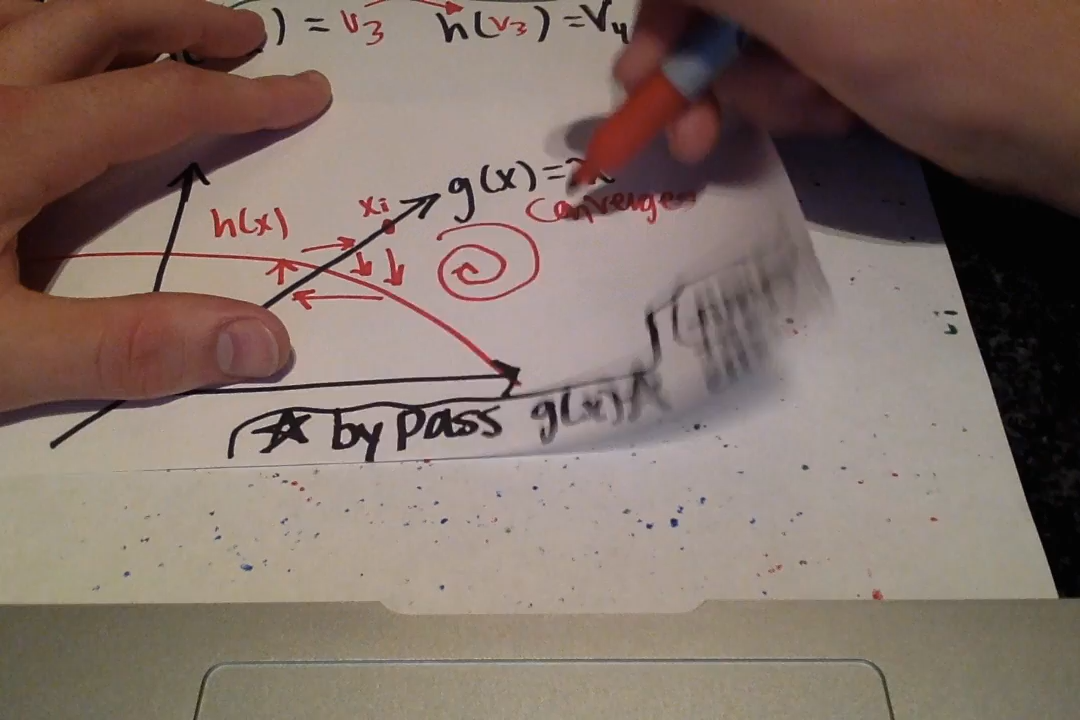 ) = v3 h(v3) = V4
g(x) =
xi Converges
h(x)
by pass g(x)